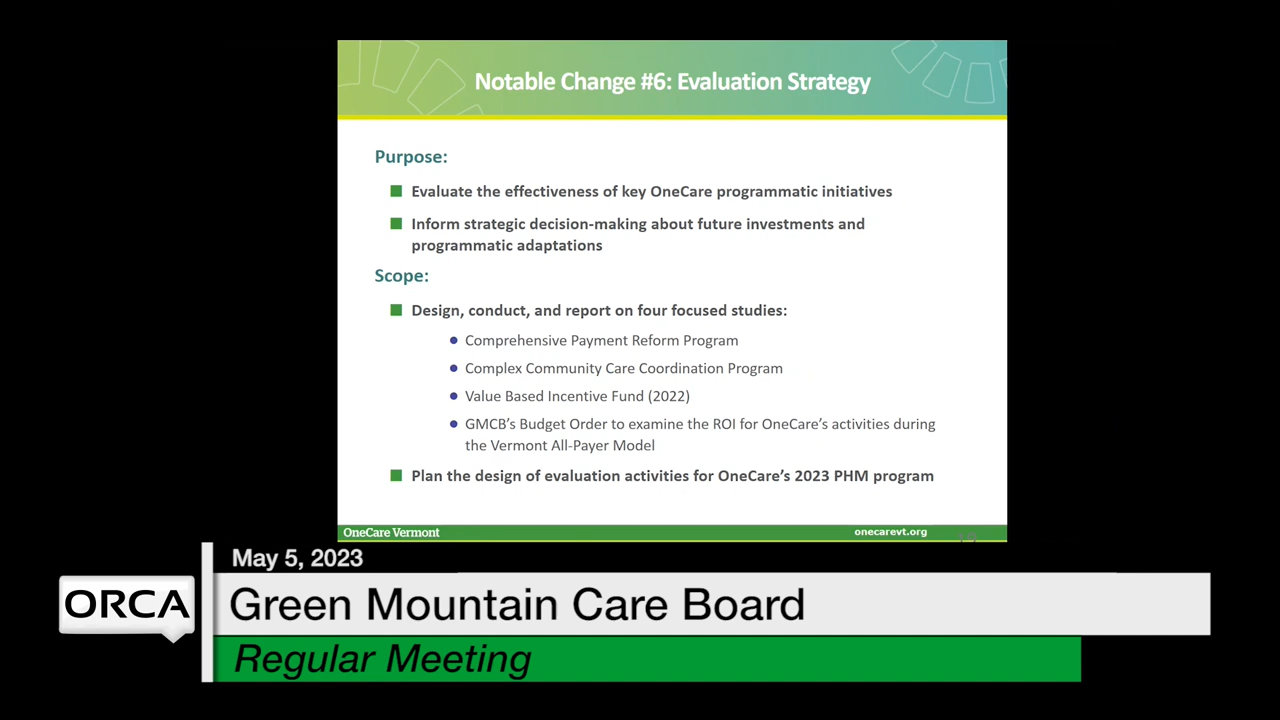 Notable Change #6: Evaluation Strategy
Purpose:
Evaluate the effectiveness of key OneCare programmatic initiatives
Inform strategic decision-making about future investments and
programmatic adaptations
Scope:
Design, conduct, and report on four focused studies:
Comprehensive Payment Reform Program
Complex Community Care Coordination Program
Value Based Incentive Fund (2022)
GMCB's Budget Order to examine the ROI for OneCare's activities during
the Vermont All-Payer Model
Plan the design of evaluation activities for OneCare's 2023 PHM program
OneCare Vermont
onecarevt.org
May 5, 2023
ORCA
Green Mountain Care Board
Regular Meeting